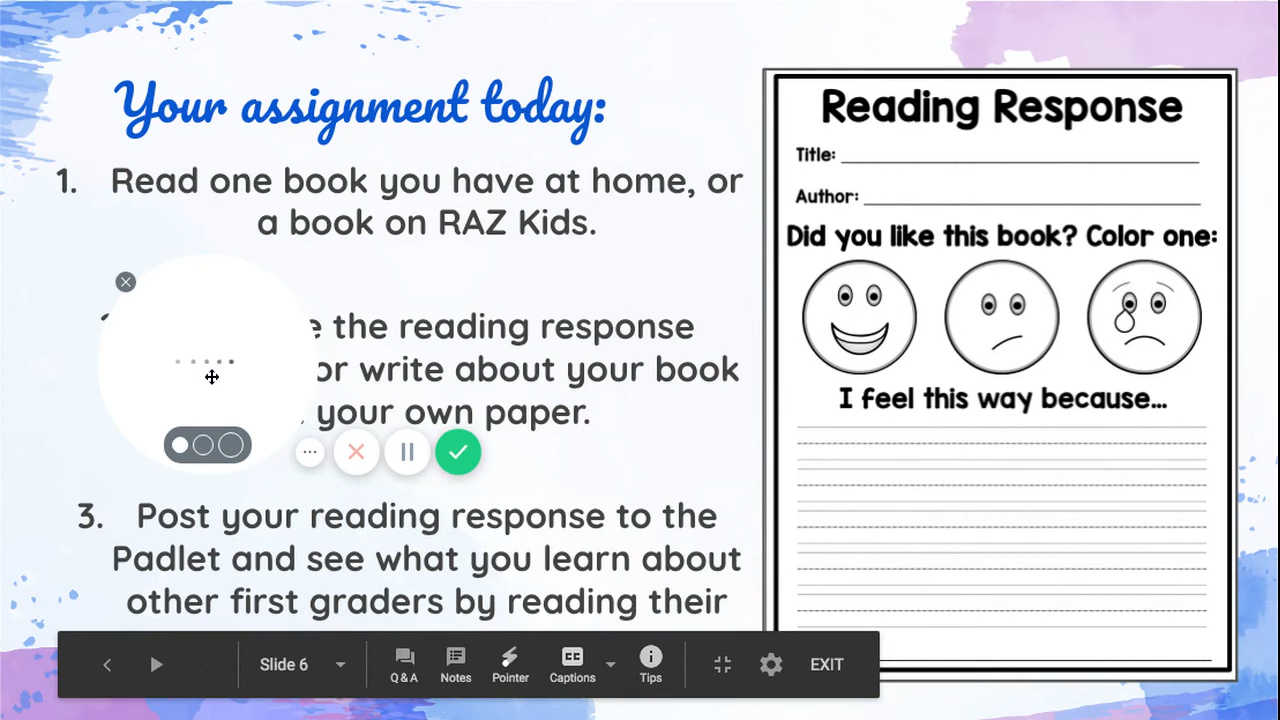 Your assignment today:
1. Read one book you have at home, or
a book on RAZ Kids.
the reading response
or write about your book
your own paper.
3. Post your reading response to the
Padlet and see what you learn about
other first graders by reading their
Reading Response
Title:
Author:
Did you like this book? Color one:
I feel this way because...
Slide 6
Q & A
Notes
Pointer
CC
Captions
Tips
EXIT